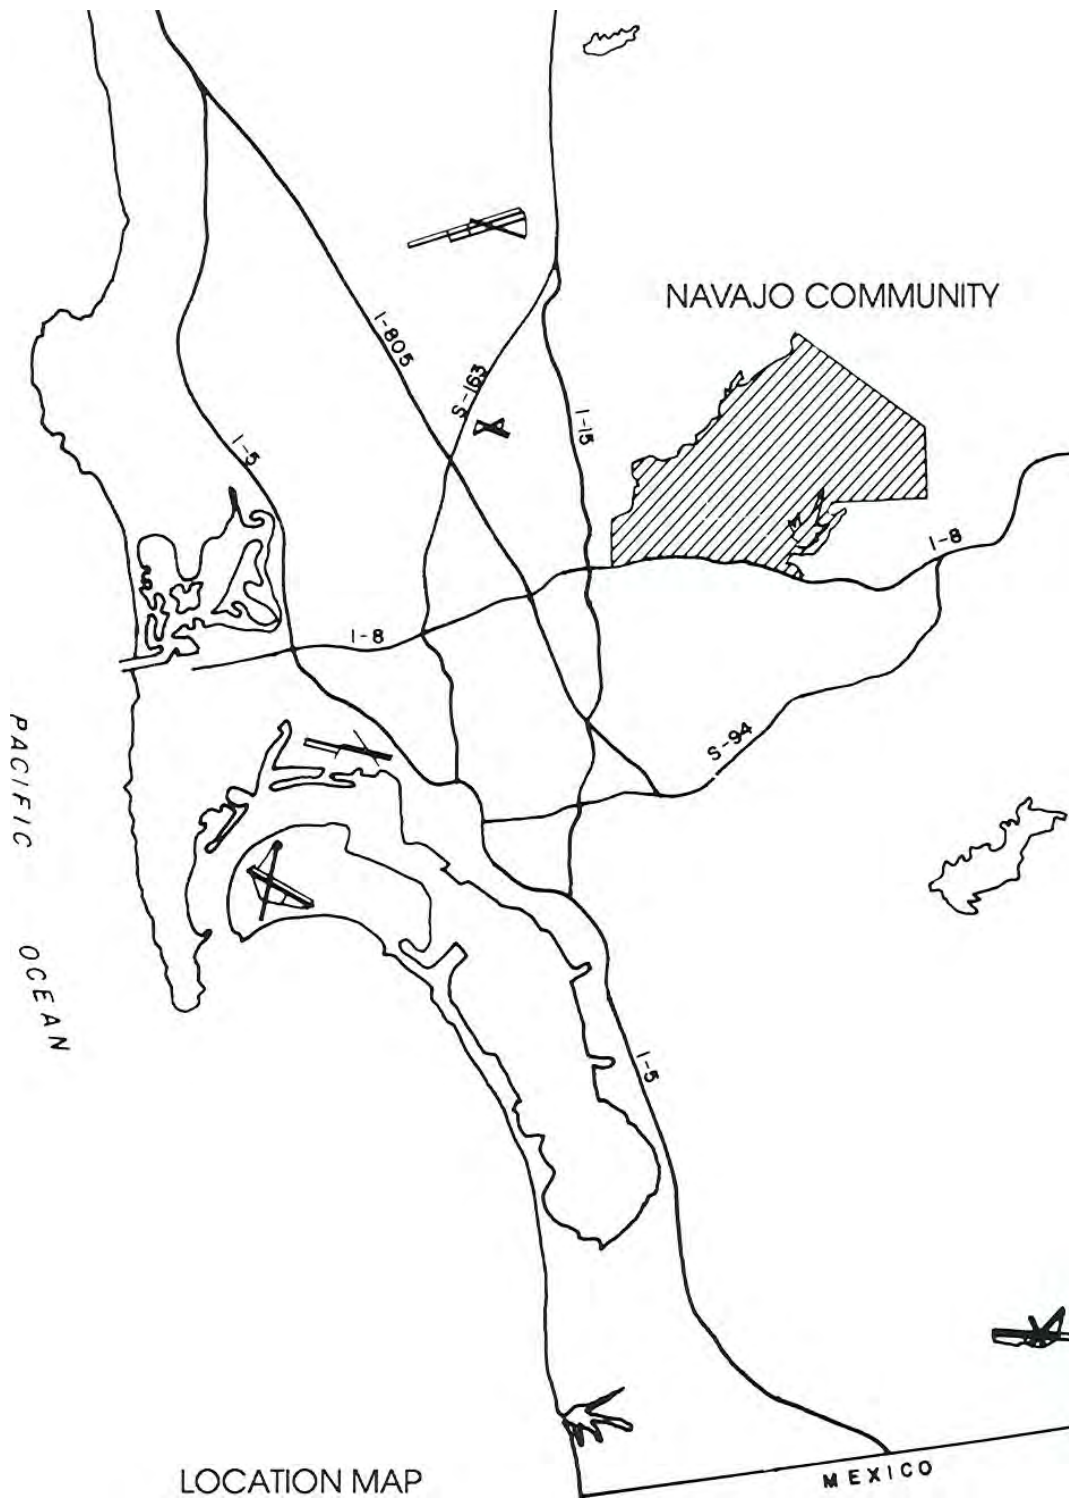 NAVAJO COMMUNITY
I-805
S-163
I-15
I-5
I-8
I-8
S-94
PACIFIC
OCEAN
I-5
MEXICO
LOCATION MAP